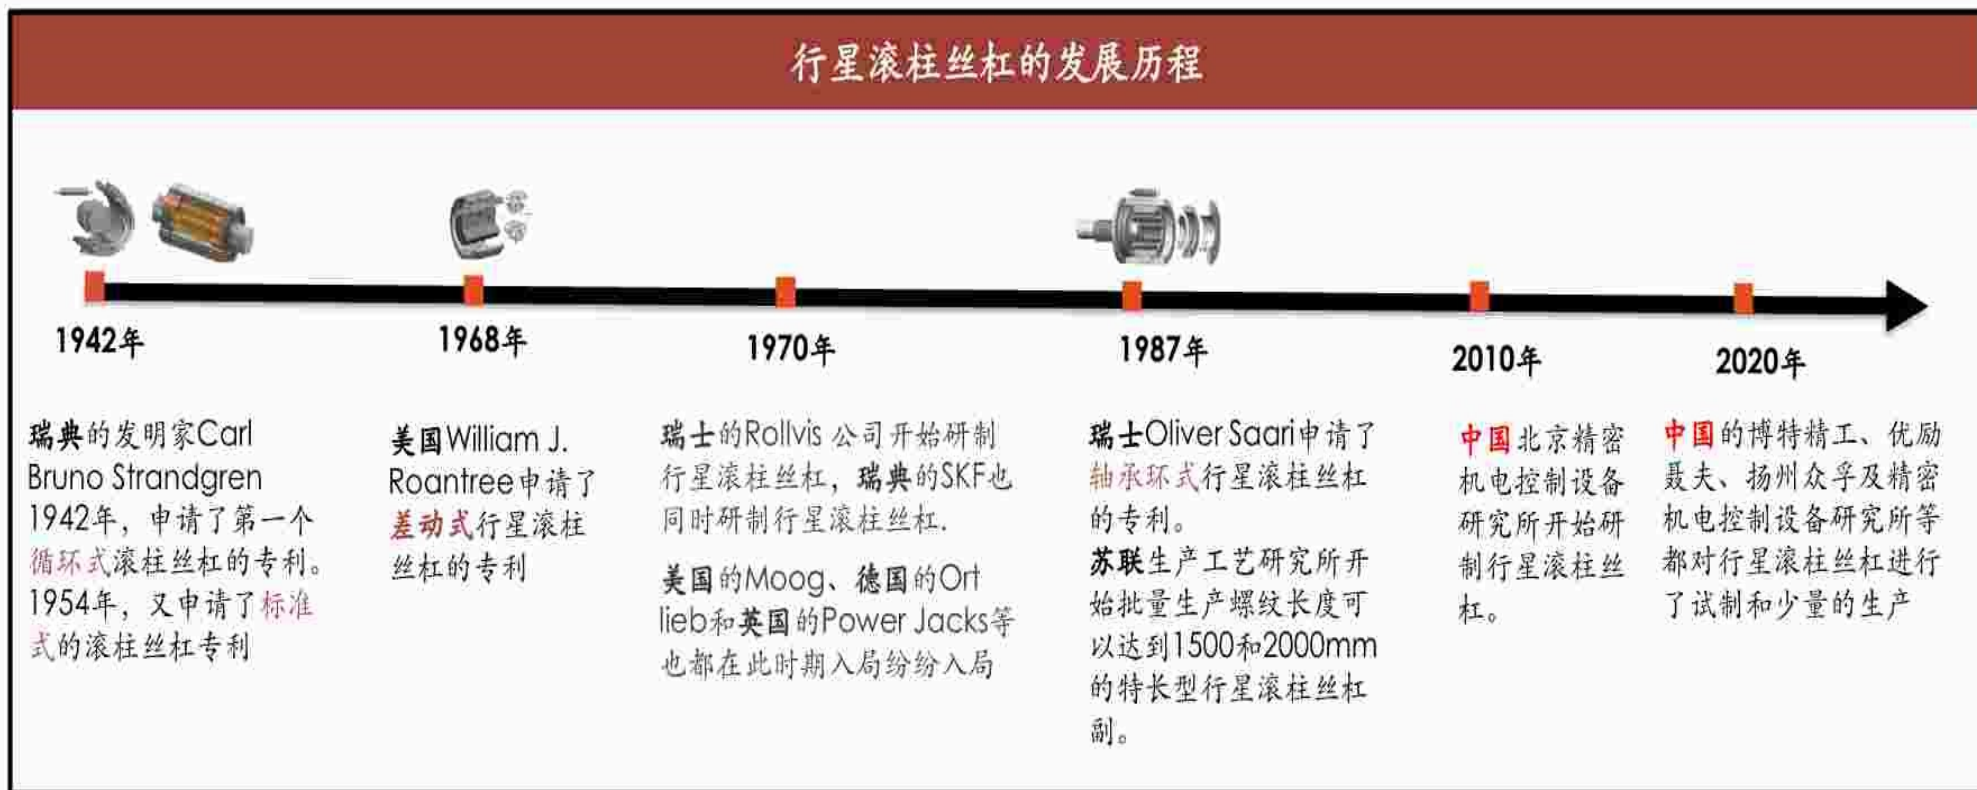 行星滚柱丝杠的发展历程
1942年
瑞典的发明家Carl
Bruno Strandgren
1942年，申请了第一个
循环式滚柱丝杠的专利。
1954年，又申请了标准
式的滚柱丝杠专利
1968年
美国William J.
Roantree申请了
差动式行星滚柱
丝杠的专利
1970年
瑞士的Rollvis 公司开始研制
行星滚柱丝杠，瑞典的SKF也
同时研制行星滚柱丝杠.
美国的Moog、德国的Ort
lieb和英国的Power Jacks等
也都在此时期入局纷纷入局
1987年
瑞士Oliver Saari申请了
轴承环式行星滚柱丝杠
的专利。
苏联生产工艺研究所开
始批量生产螺纹长度可
以达到1500和2000mm
的特长型行星滚柱丝杠
副。
2010年
中国北京精密
机电控制设备
研究所开始研
制行星滚柱丝
杠。
2020年
中国的博特精工、优励
聂夫、扬州众孚及精密
机电控制设备研究所等
都对行星滚柱丝杠进行
了试制和少量的生产